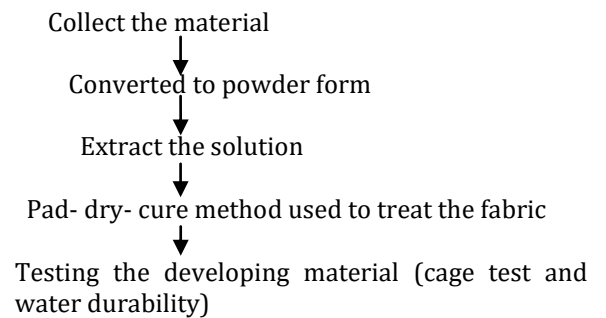 Collect the material
Converted to powder form
Extract the solution
Pad- dry- cure method used to treat the fabric
Testing the developing material (cage test and
water durability)